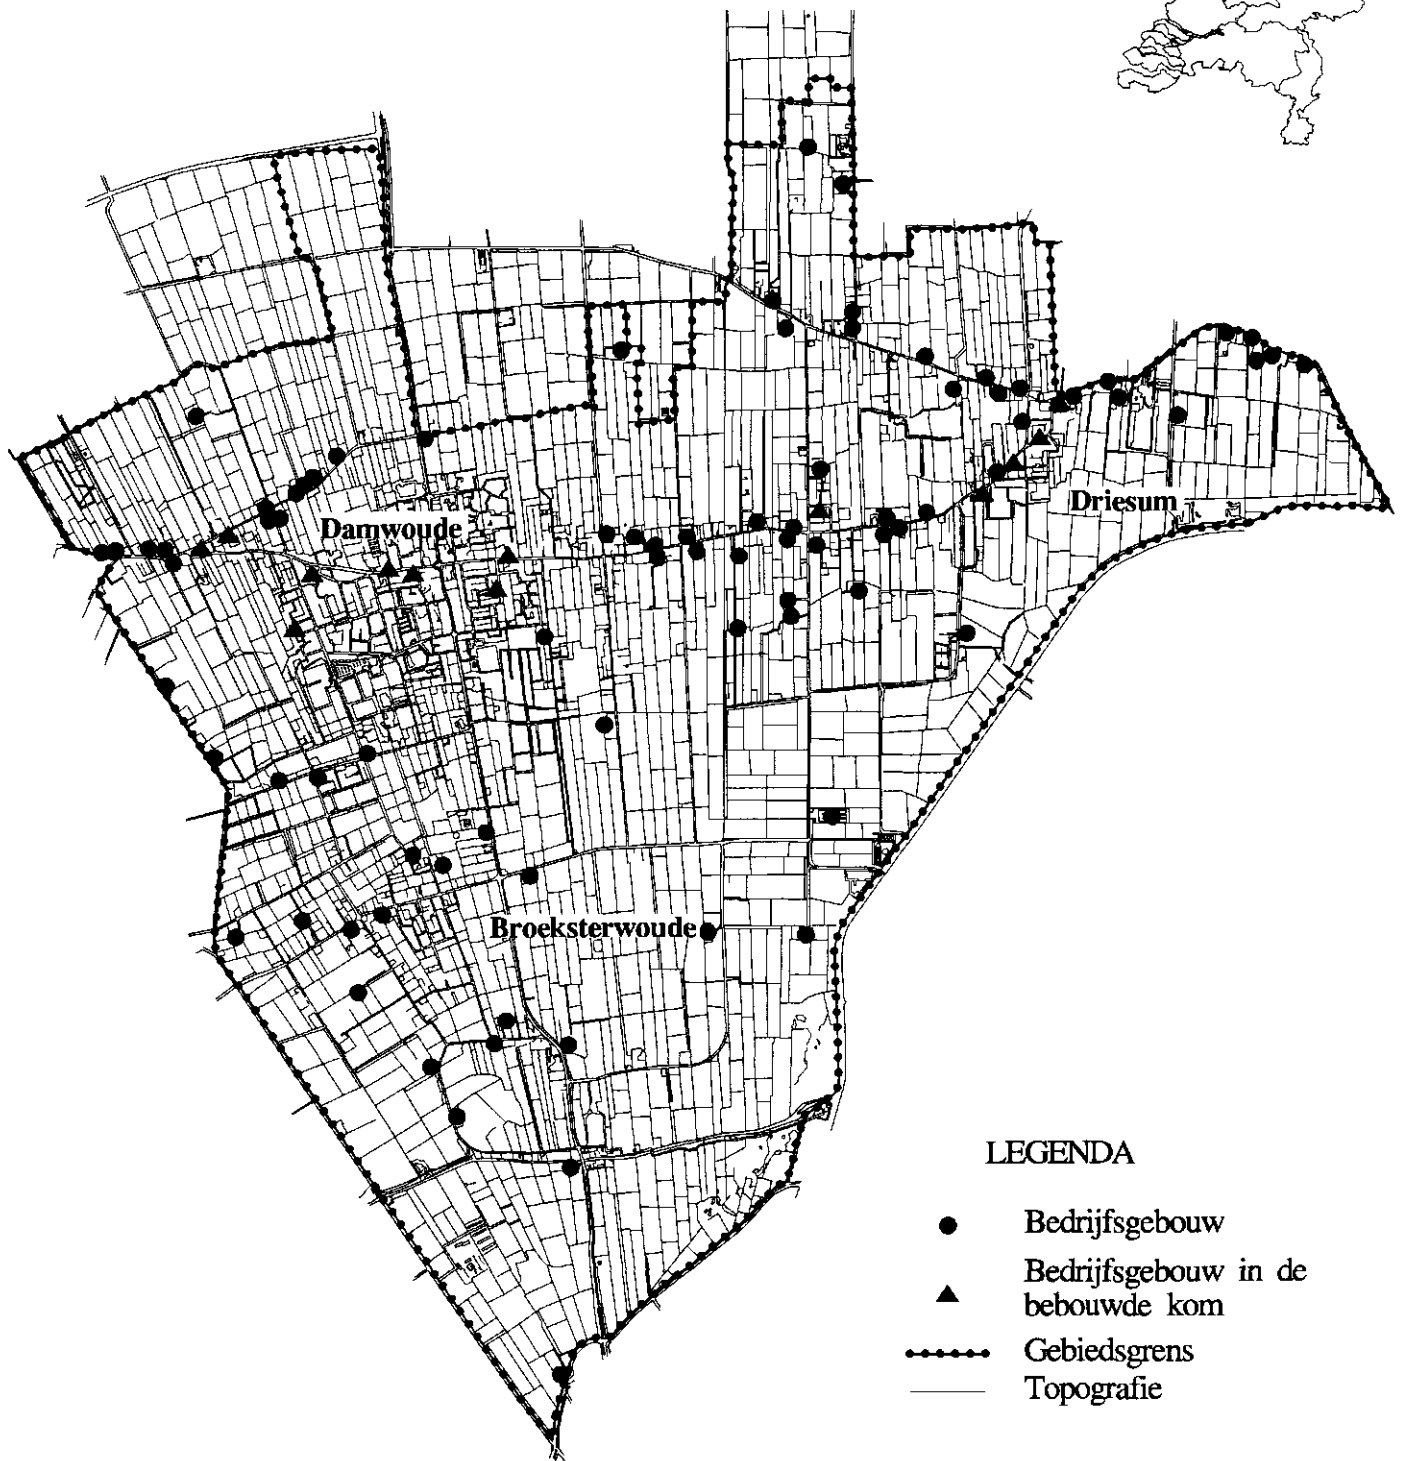 Damwoude
Driesum
Broeksterwoude
LEGENDA
Bedrijfsgebouw
Bedrijfsgebouw in de
bebouwde kom
Gebiedsgrens
Topografie